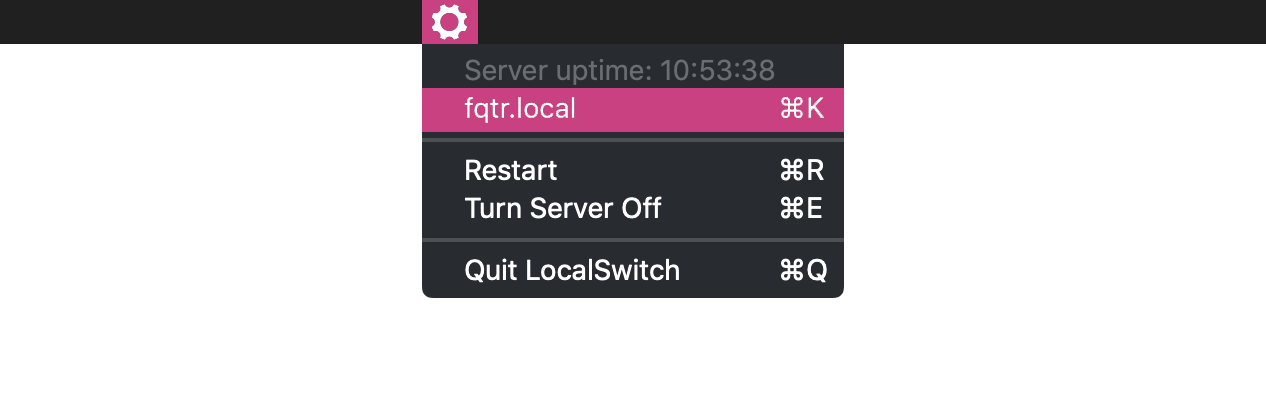 Server uptime: 10:53:38
fqtr.local ⌘K
Restart ⌘R
Turn Server Off ⌘E
Quit LocalSwitch ⌘Q